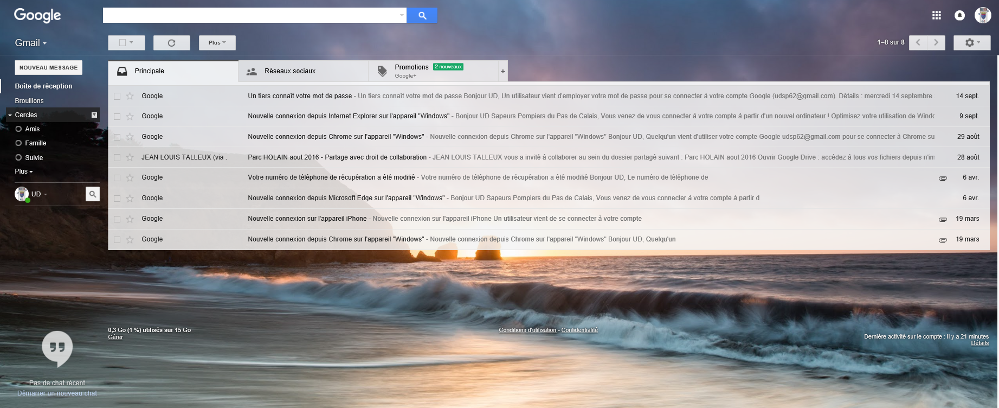 Google
Gmail
Plus
1–8 sur 8
NOUVEAU MESSAGE
Boîte de réception
Brouillons
Cercles
Amis
Famille
Suivie
Plus
UD
Principale
Réseaux sociaux
Promotions 2 nouveaux
Google+
+
Google Un tiers connaît votre mot de passe - Un tiers connaît votre mot de passe Bonjour UD, Un utilisateur vient d'employer votre mot de passe pour se connecter à votre compte Google (udsp62@gmail.com). Détails : mercredi 14 septembre 14 sept.
Google Nouvelle connexion depuis Internet Explorer sur l'appareil "Windows" - Bonjour UD Sapeurs Pompiers du Pas de Calais, Vous venez de vous connecter à votre compte à partir d'un nouvel ordinateur ! Optimisez votre utilisation de Windo 9 sept.
Google Nouvelle connexion depuis Chrome sur l'appareil "Windows" - Nouvelle connexion depuis Chrome sur l'appareil "Windows" Bonjour UD, Quelqu'un vient d'utiliser votre compte Google udsp62@gmail.com pour se connecter à Chrome su 29 août
JEAN LOUIS TALLEUX (via . Parc HOLAIN aout 2016 - Partage avec droit de collaboration - JEAN LOUIS TALLEUX vous a invité à collaborer au sein du dossier partagé suivant : Parc HOLAIN aout 2016 Ouvrir Google Drive : accédez à tous vos fichiers depuis n'im 28 août
Google Votre numéro de téléphone de récupération a été modifié - Votre numéro de téléphone de récupération a été modifié Bonjour UD, Le numéro de téléphone de 6 avr.
Google Nouvelle connexion depuis Microsoft Edge sur l'appareil "Windows" - Bonjour UD Sapeurs Pompiers du Pas de Calais, Vous venez de vous connecter à votre compte à partir d 6 avr.
Google Nouvelle connexion sur l'appareil iPhone - Nouvelle connexion sur l'appareil iPhone Un utilisateur vient de se connecter à votre compte 19 mars
Google Nouvelle connexion depuis Chrome sur l'appareil "Windows" - Nouvelle connexion depuis Chrome sur l'appareil "Windows" Bonjour UD, Quelqu'un 19 mars
0,3 Go (1 %) utilisés sur 15 Go
Gérer
Conditions d'utilisation - Confidentialité
Dernière activité sur le compte : Il y a 21 minutes
Détails
Pas de chat récent
Démarrer un nouveau chat